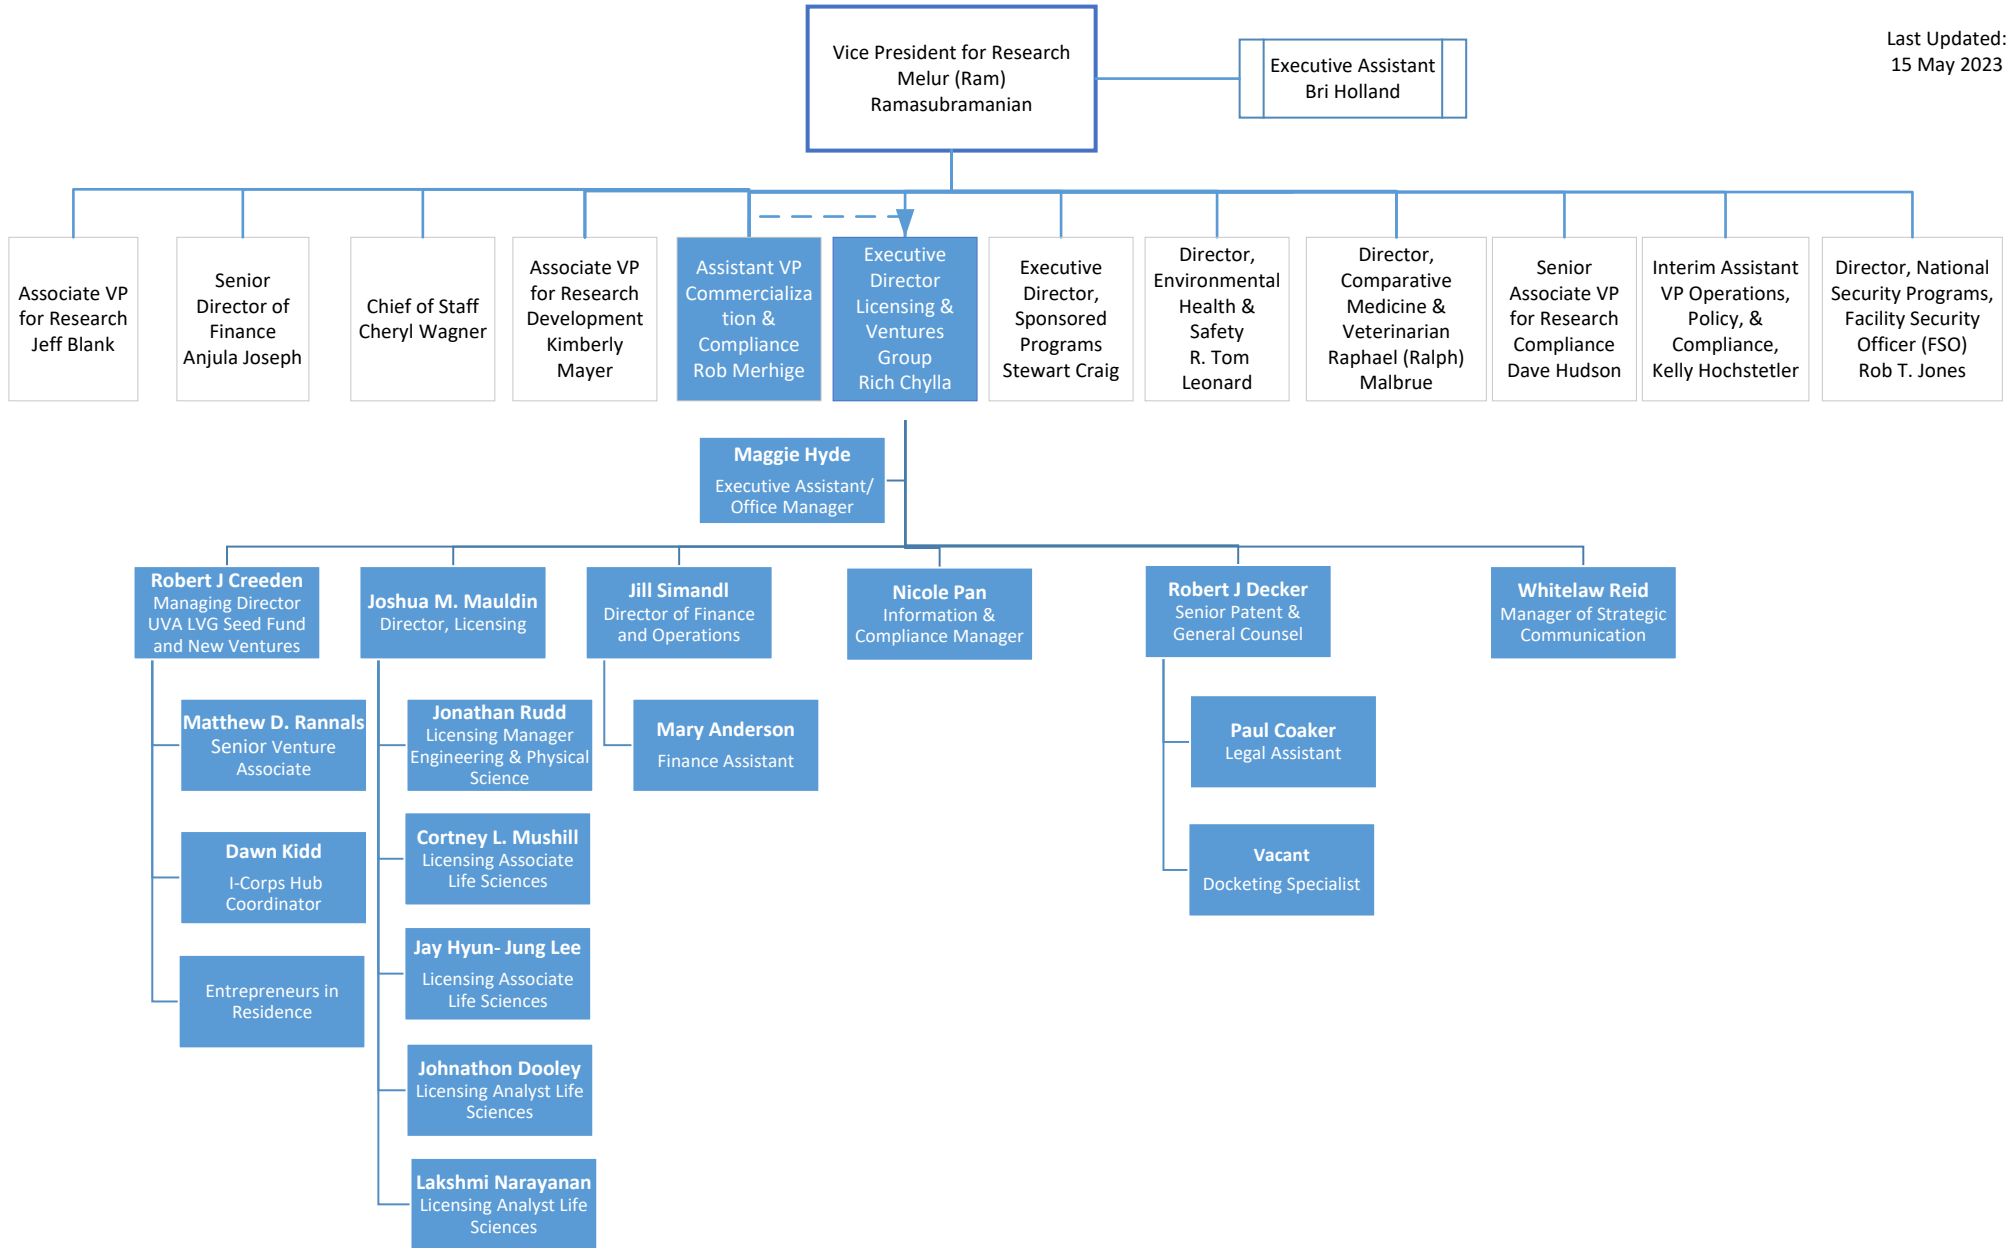 Vice President for Research
Melur (Ram)
Ramasubramanian
Executive Assistant
Bri Holland
Last Updated:
15 May 2023
Associate VP
for Research
Jeff Blank
Senior
Director of
Finance
Anjula Joseph
Chief of Staff
Cheryl Wagner
Associate VP
for Research
Development
Kimberly
Mayer
Assistant VP
Commercializa
tion &
Compliance
Rob Merhige
Executive
Director
Licensing &
Ventures
Group
Rich Chylla
Executive
Director,
Sponsored
Programs
Stewart Craig
Director,
Environmental
Health &
Safety
R. Tom
Leonard
Director,
Comparative
Medicine &
Veterinarian
Raphael (Ralph)
Malbrue
Senior
Associate VP
for Research
Compliance
Dave Hudson
Interim Assistant
VP Operations,
Policy, &
Compliance,
Kelly Hochstetler
Director, National
Security Programs,
Facility Security
Officer (FSO)
Rob T. Jones
Maggie Hyde
Executive Assistant/
Office Manager
Robert J Creeden
Managing Director
UVA LVG Seed Fund
and New Ventures
Joshua M. Mauldin
Director, Licensing
Jill Simandl
Director of Finance
and Operations
Nicole Pan
Information &
Compliance Manager
Robert J Decker
Senior Patent &
General Counsel
Whitelaw Reid
Manager of Strategic
Communication
Matthew D. Rannals
Senior Venture
Associate
Dawn Kidd
I-Corps Hub
Coordinator
Entrepreneurs in
Residence
Jonathan Rudd
Licensing Manager
Engineering & Physical
Science
Cortney L. Mushill
Licensing Associate
Life Sciences
Jay Hyun- Jung Lee
Licensing Associate
Life Sciences
Johnathon Dooley
Licensing Analyst Life
Sciences
Lakshmi Narayanan
Licensing Analyst Life
Sciences
Mary Anderson
Finance Assistant
Paul Coaker
Legal Assistant
Vacant
Docketing Specialist